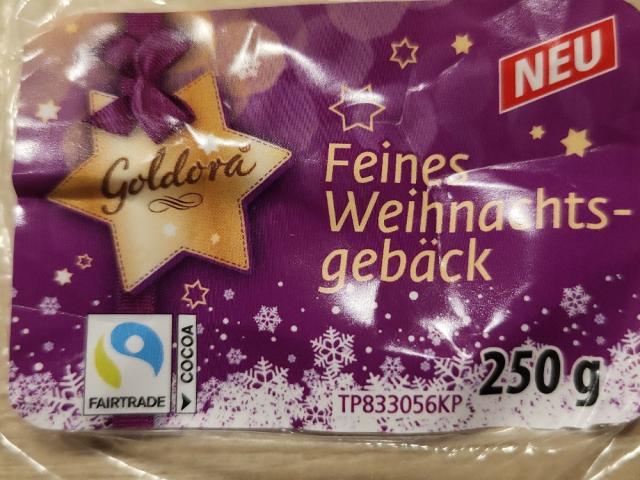 NEU
Goldora
Feines
Weihnachts-
gebäck
FAIRTRADE
COCOA
TP833056KP
250 g